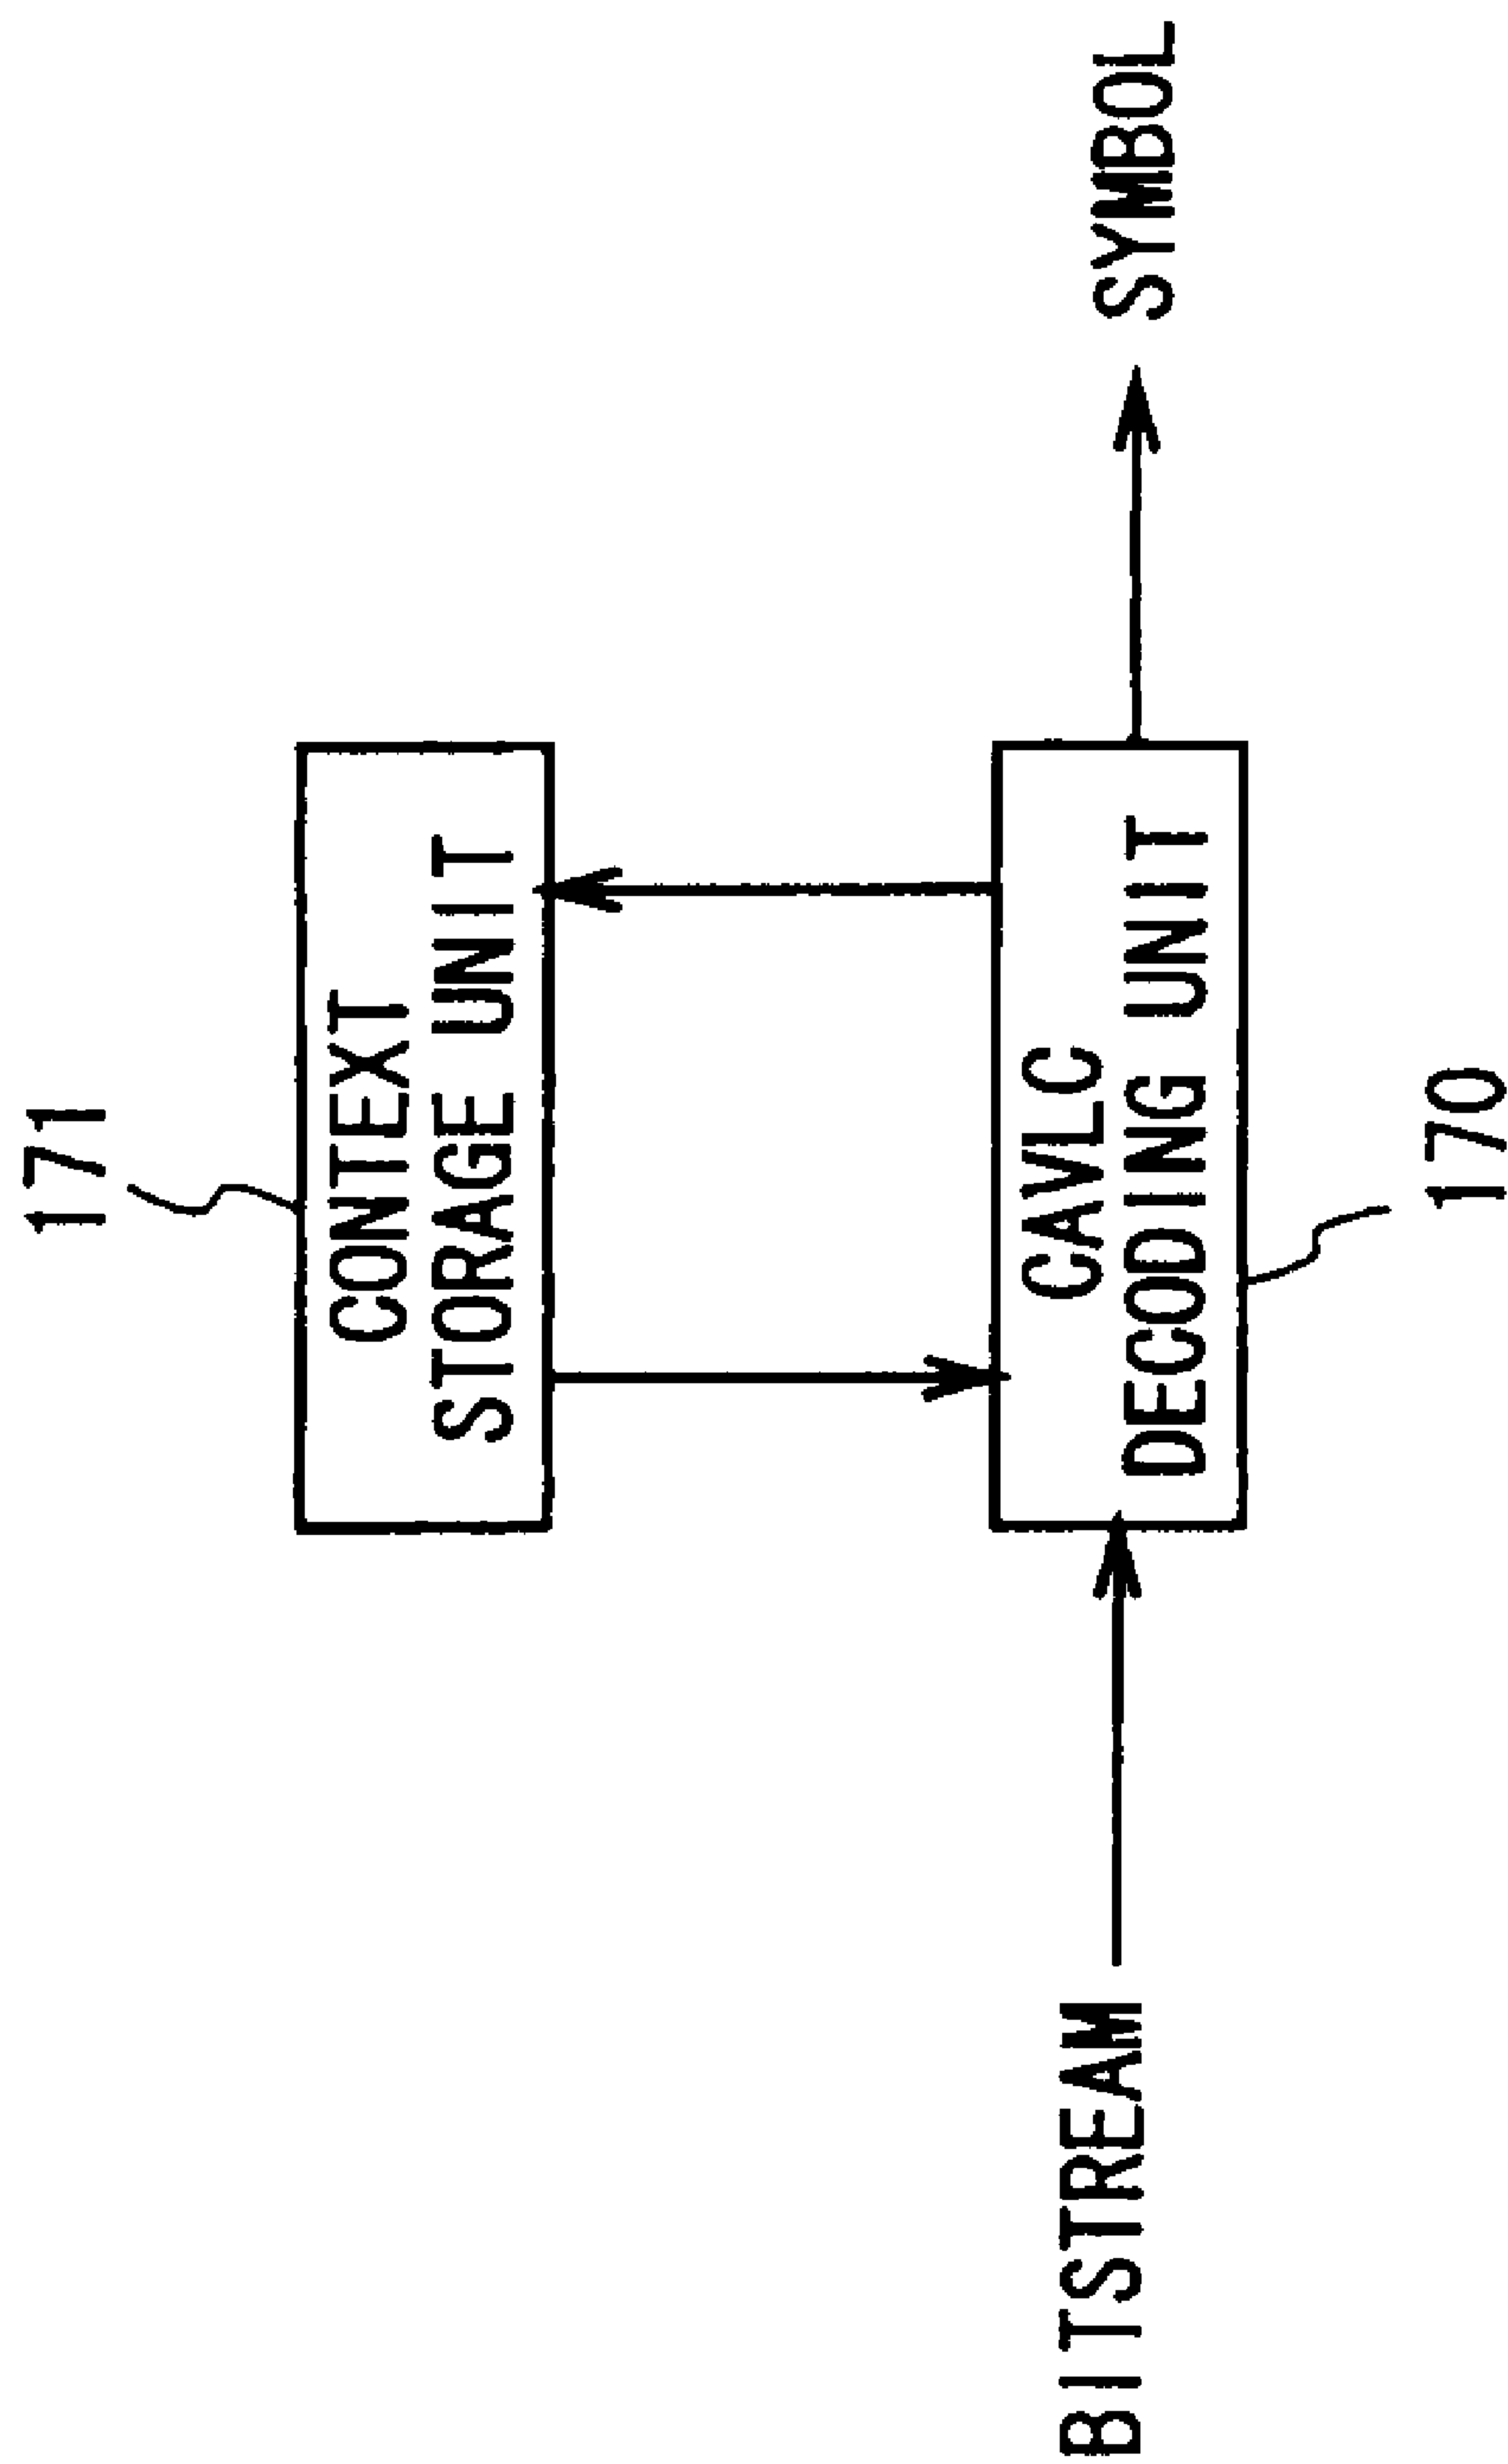 171
CONTEXT
STORAGE UNIT
BITSTREAM
CAVLC
DECODING UNIT
SYMBOL
170